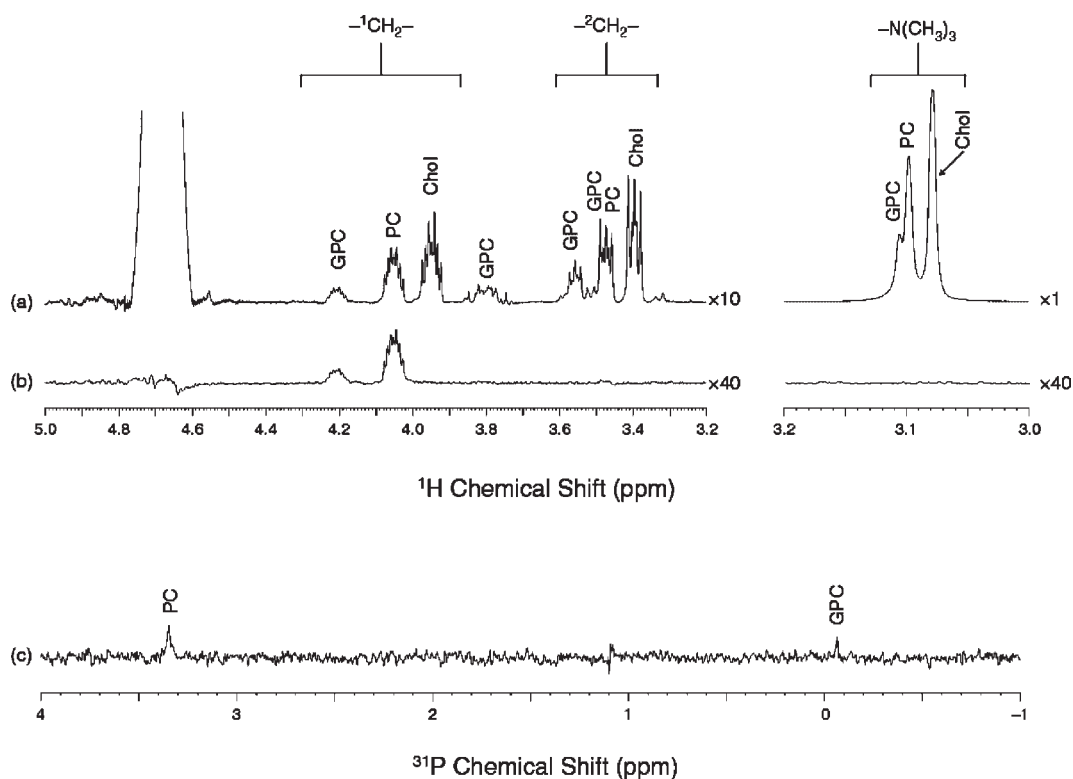 –¹CH₂– –²CH₂– –N(CH₃)₃
GPC PC Chol GPC GPC GPC PC Chol GPC PC Chol
(a) ×10 ×1
(b) ×40 ×40
5.0 4.8 4.6 4.4 4.2 4.0 3.8 3.6 3.4 3.2 3.2 3.1 3.0
¹H Chemical Shift (ppm)
PC GPC
(c)
4 3 2 1 0 –1
³¹P Chemical Shift (ppm)